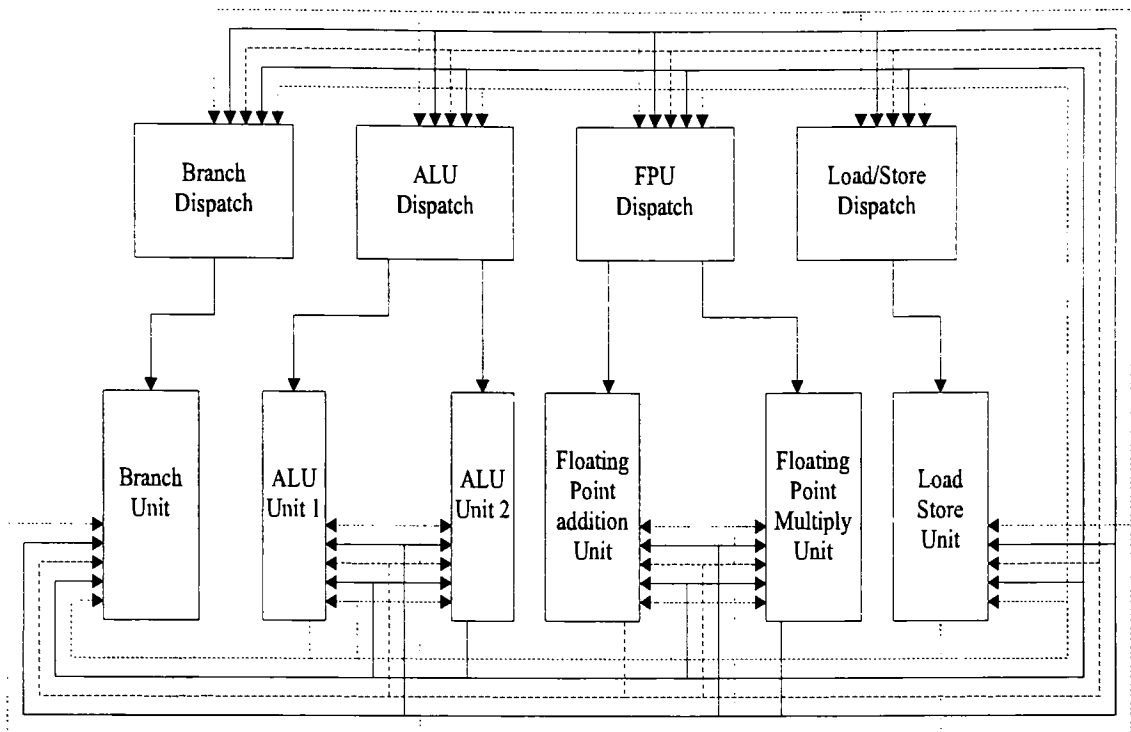 Branch
Dispatch
ALU
Dispatch
FPU
Dispatch
Load/Store
Dispatch
Branch
Unit
ALU
Unit 1
ALU
Unit 2
Floating
Point
addition
Unit
Floating
Point
Multiply
Unit
Load
Store
Unit